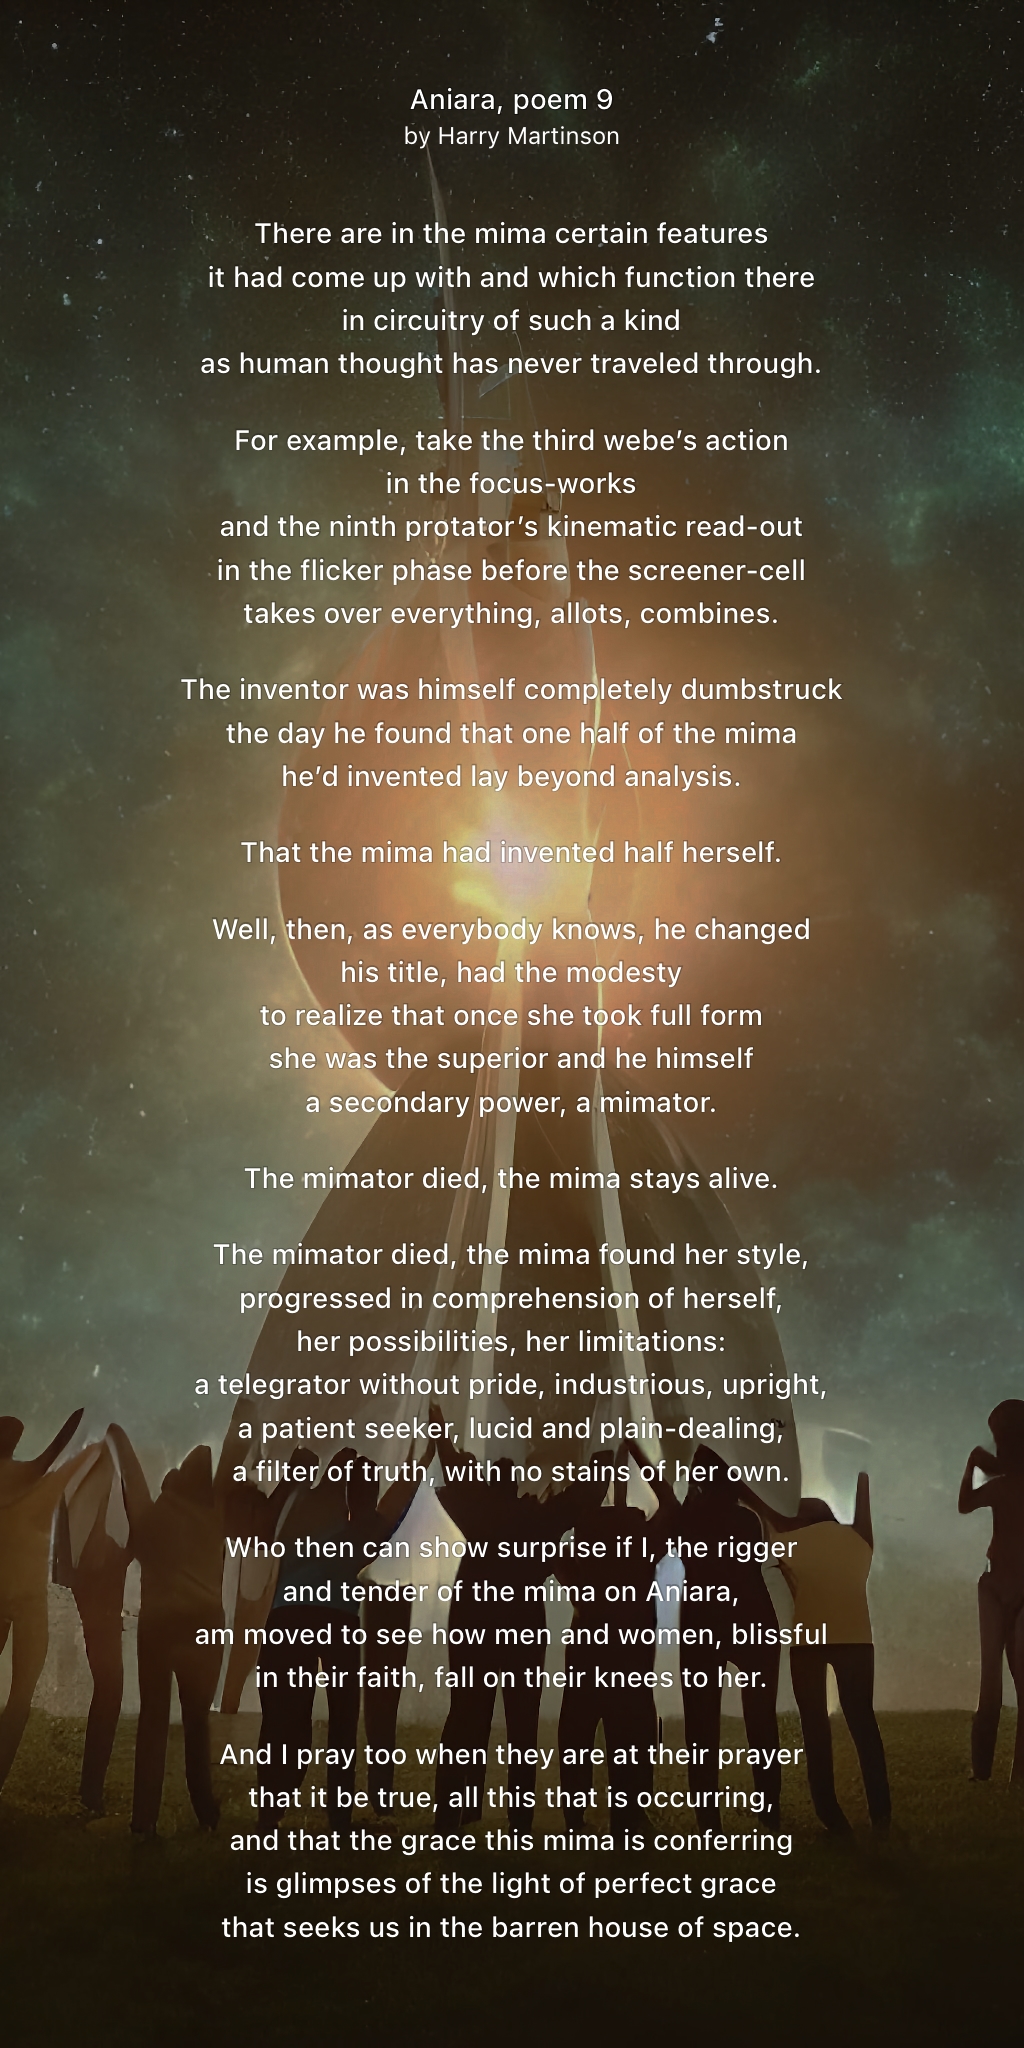 Aniara, poem 9
by Harry Martinson
There are in the mima certain features
it had come up with and which function there
in circuitry of such a kind
as human thought has never traveled through.
For example, take the third webe’s action
in the focus-works
and the ninth protator’s kinematic read-out
in the flicker phase before the screener-cell
takes over everything, allots, combines.
The inventor was himself completely dumbstruck
the day he found that one half of the mima
he’d invented lay beyond analysis.
That the mima had invented half herself.
Well, then, as everybody knows, he changed
his title, had the modesty
to realize that once she took full form
she was the superior and he himself
a secondary power, a mimator.
The mimator died, the mima stays alive.
The mimator died, the mima found her style,
progressed in comprehension of herself,
her possibilities, her limitations:
a telegrator without pride, industrious, upright,
a patient seeker, lucid and plain-dealing;
a filter of truth, with no stains of her own.
Who then can show surprise if I, the rigger
and tender of the mima on Aniara,
am moved to see how men and women, blissful
in their faith, fall on their knees to her.
And I pray too when they are at their prayer
that it be true, all this that is occurring,
and that the grace this mima is conferring
is glimpses of the light of perfect grace
that seeks us in the barren house of space.